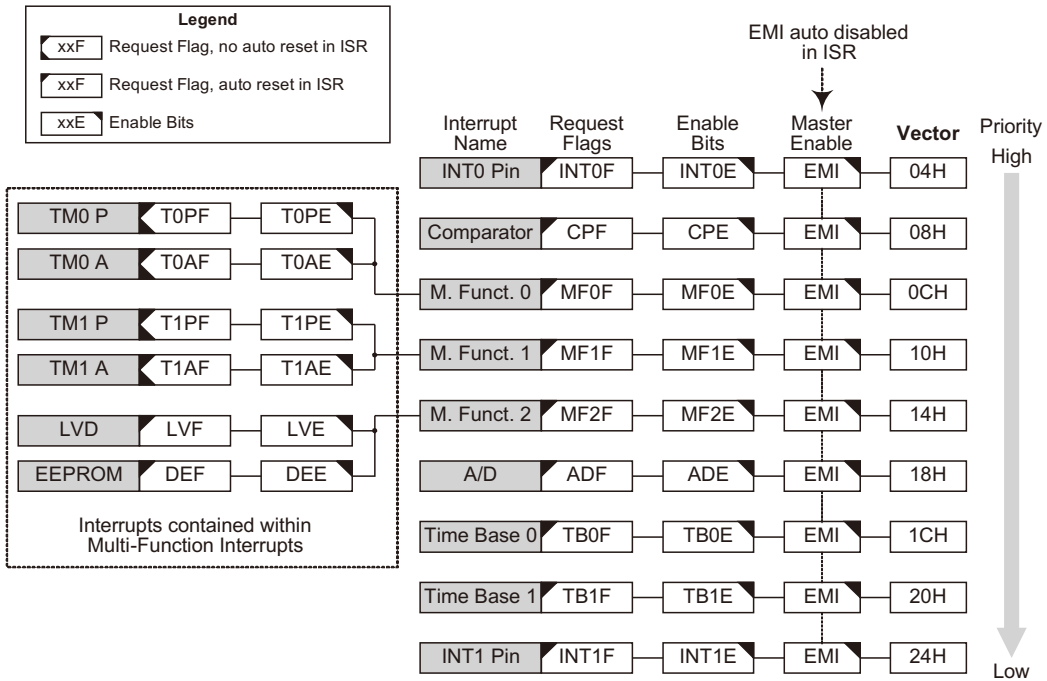 Legend
xxF Request Flag, no auto reset in ISR
xxF Request Flag, auto reset in ISR
xxE Enable Bits
EMI auto disabled
in ISR
Interrupt
Name
Request
Flags
Enable
Bits
Master
Enable
Vector
Priority
High
INT0 Pin INT0F INT0E EMI 04H
Comparator CPF CPE EMI 08H
M. Funct. 0 MF0F MF0E EMI 0CH
M. Funct. 1 MF1F MF1E EMI 10H
M. Funct. 2 MF2F MF2E EMI 14H
A/D ADF ADE EMI 18H
Time Base 0 TB0F TB0E EMI 1CH
Time Base 1 TB1F TB1E EMI 20H
INT1 Pin INT1F INT1E EMI 24H
Low
TM0 P T0PF T0PE
TM0 A T0AF T0AE
TM1 P T1PF T1PE
TM1 A T1AF T1AE
LVD LVF LVE
EEPROM DEF DEE
Interrupts contained within
Multi-Function Interrupts